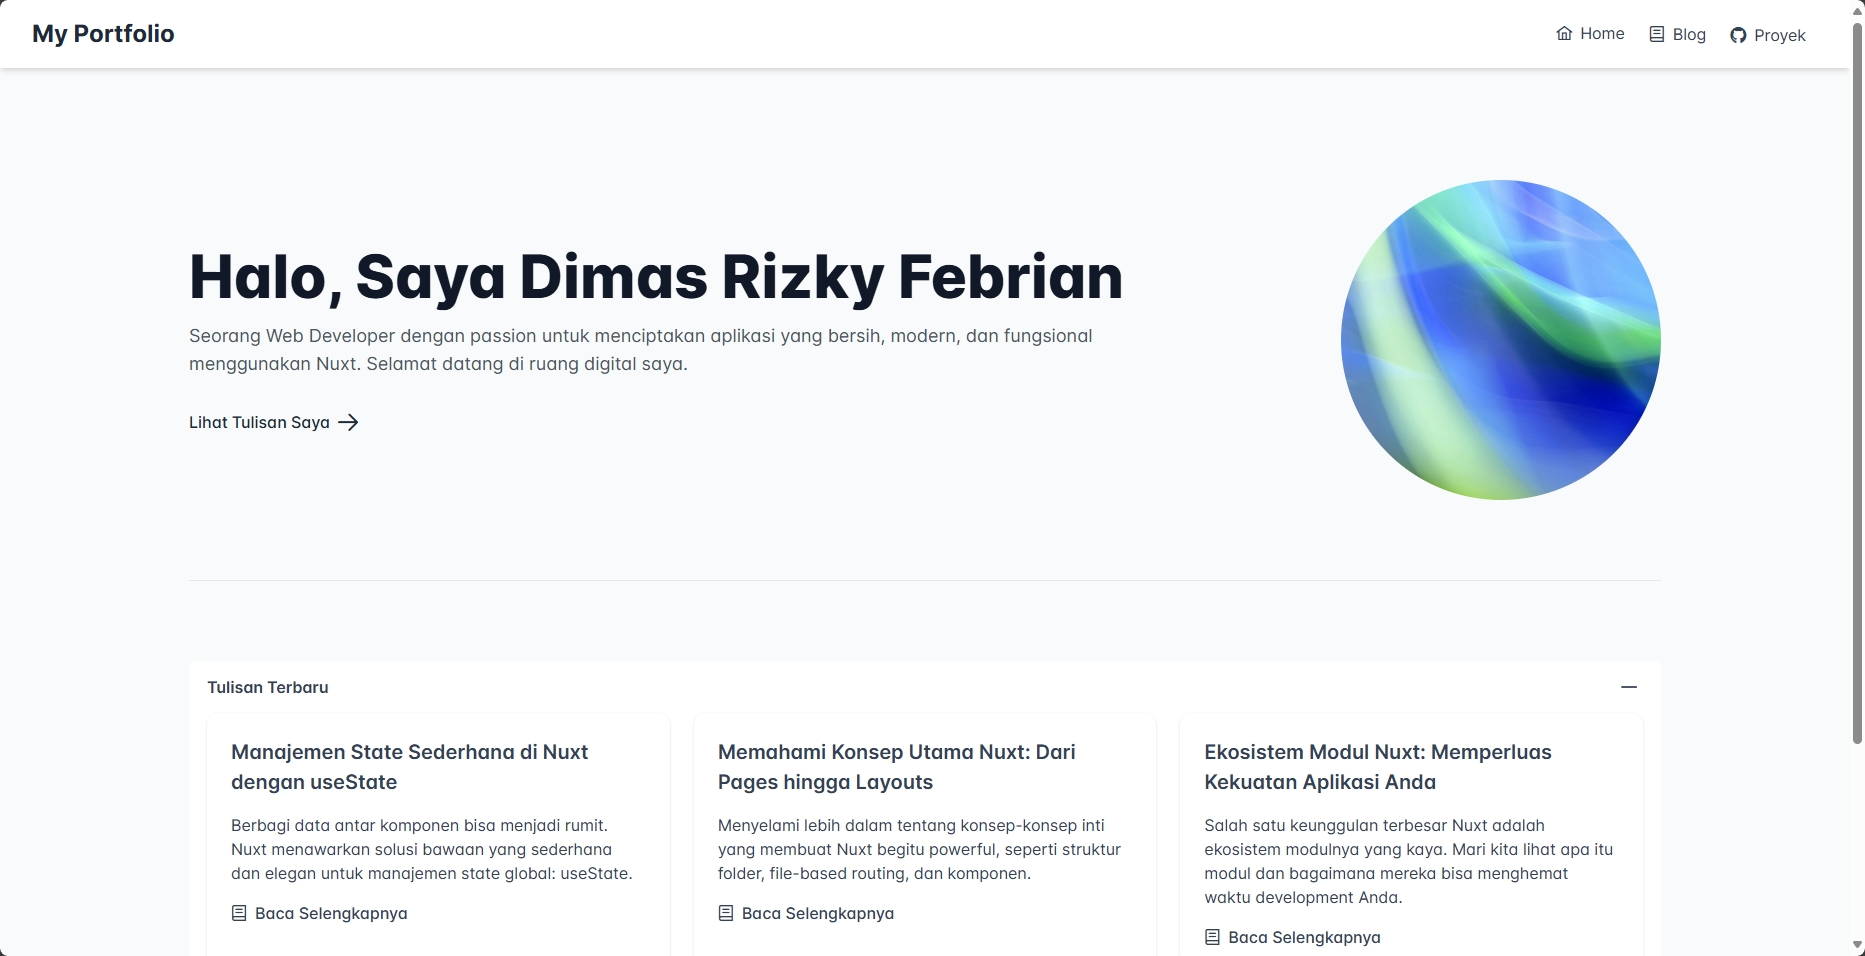 My Portfolio
Home
Blog
Proyek
Halo, Saya Dimas Rizky Febrian
Seorang Web Developer dengan passion untuk menciptakan aplikasi yang bersih, modern, dan fungsional
menggunakan Nuxt. Selamat datang di ruang digital saya.
Lihat Tulisan Saya
Tulisan Terbaru
Manajemen State Sederhana di Nuxt
dengan useState
Berbagi data antar komponen bisa menjadi rumit.
Nuxt menawarkan solusi bawaan yang sederhana
dan elegan untuk manajemen state global: useState.
Baca Selengkapnya
Memahami Konsep Utama Nuxt: Dari
Pages hingga Layouts
Menyelami lebih dalam tentang konsep-konsep inti
yang membuat Nuxt begitu powerful, seperti struktur
folder, file-based routing, dan komponen.
Baca Selengkapnya
Ekosistem Modul Nuxt: Memperluas
Kekuatan Aplikasi Anda
Salah satu keunggulan terbesar Nuxt adalah
ekosistem modulnya yang kaya. Mari kita lihat apa itu
modul dan bagaimana mereka bisa menghemat
waktu development Anda.
Baca Selengkapnya